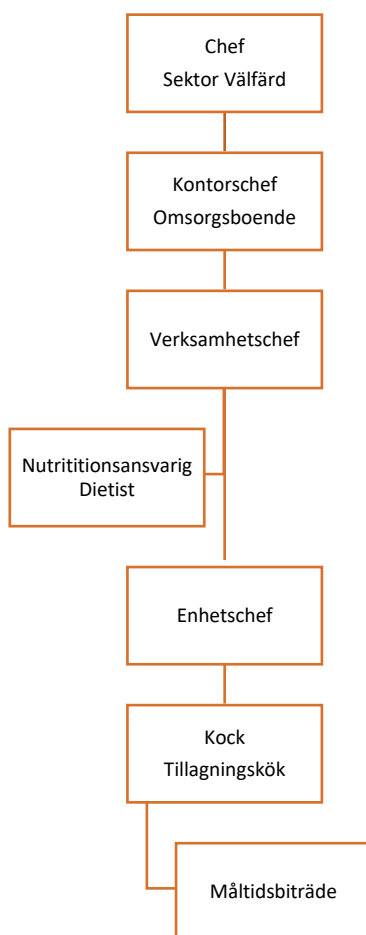 Chef
Sektor Välfärd
Kontorschef
Omsorgsboende
Verksamhetschef
Nutrititionsansvarig
Dietist
Enhetschef
Kock
Tillagningskök
Måltidsbiträde